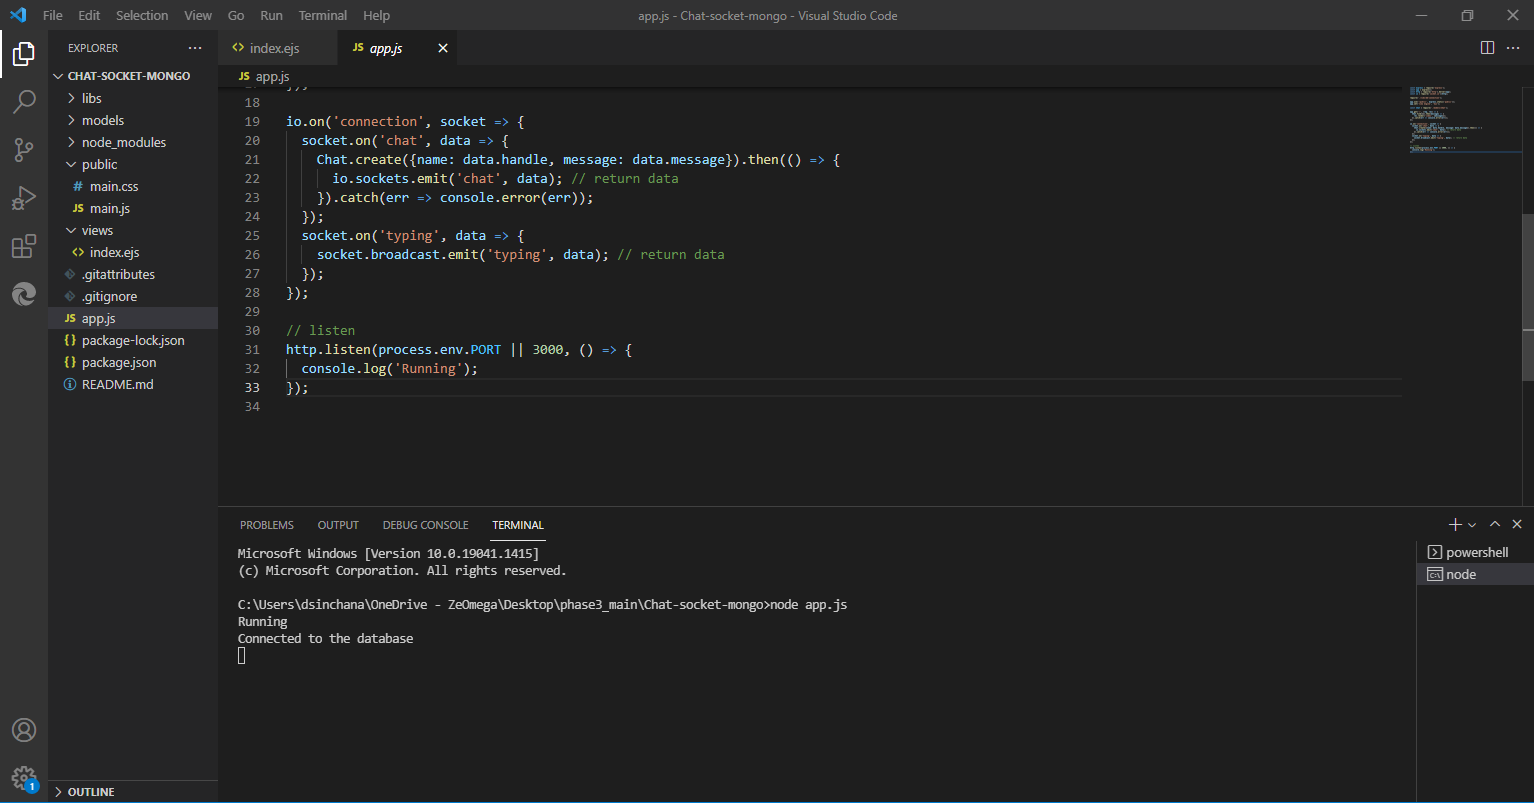 File Edit Selection View Go Run Terminal Help app.js - Chat-socket-mongo - Visual Studio Code
EXPLORER
CHAT-SOCKET-MONGO
libs
models
node_modules
public
# main.css
JS main.js
views
<> index.ejs
.gitattributes
.gitignore
JS app.js
{} package-lock.json
{} package.json
README.md
OUTLINE
1
<> index.ejs JS app.js
JS app.js
18
19 io.on('connection', socket => {
20 socket.on('chat', data => {
21 Chat.create({name: data.handle, message: data.message}).then(() => {
22 io.sockets.emit('chat', data); // return data
23 }).catch(err => console.error(err));
24 });
25 socket.on('typing', data => {
26 socket.broadcast.emit('typing', data); // return data
27 });
28 });
29
30 // listen
31 http.listen(process.env.PORT || 3000, () => {
32 console.log('Running');
33 });
34
PROBLEMS OUTPUT DEBUG CONSOLE TERMINAL
Microsoft Windows [Version 10.0.19041.1415]
(c) Microsoft Corporation. All rights reserved.
C:\Users\dsinchana\OneDrive - ZeOmega\Desktop\phase3_main\Chat-socket-mongo>node app.js
Running
Connected to the database
powershell
node